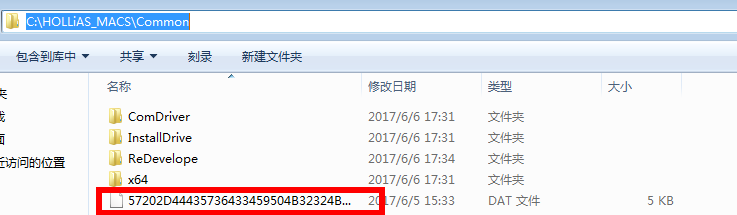 C:\HOLLiAS_MACS\Common
包含到库中 共享 刻录 新建文件夹
名称 修改日期 类型 大小
ComDriver 2017/6/6 17:31 文件夹
InstallDrive 2017/6/6 17:31 文件夹
ReDevelope 2017/6/6 17:34 文件夹
近访问的位置 x64 2017/6/6 17:31 文件夹
57202D44435736433459504B32324B... 2017/6/5 15:33 DAT 文件 5 KB